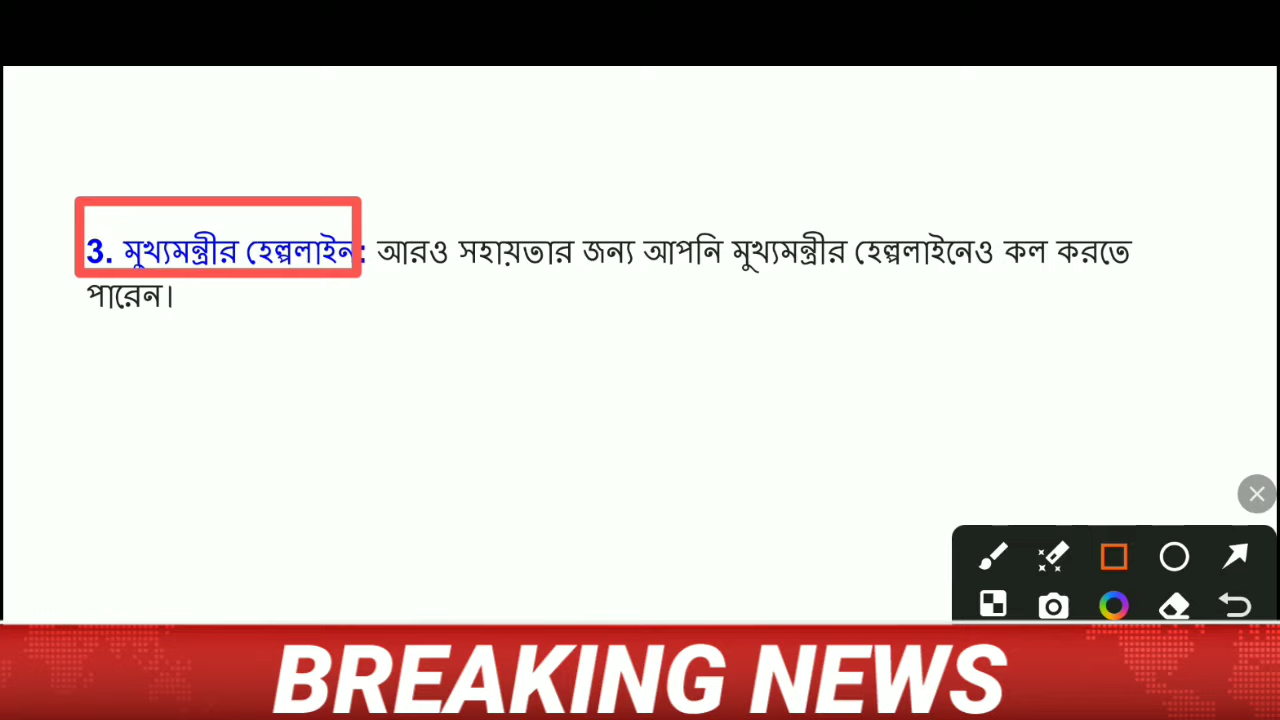 3. মুখ্যমন্ত্রীর হেল্পলাইন: আরও সহায়তার জন্য আপনি মুখ্যমন্ত্রীর হেল্পলাইনেও কল করতে
পারেন।
BREAKING NEWS